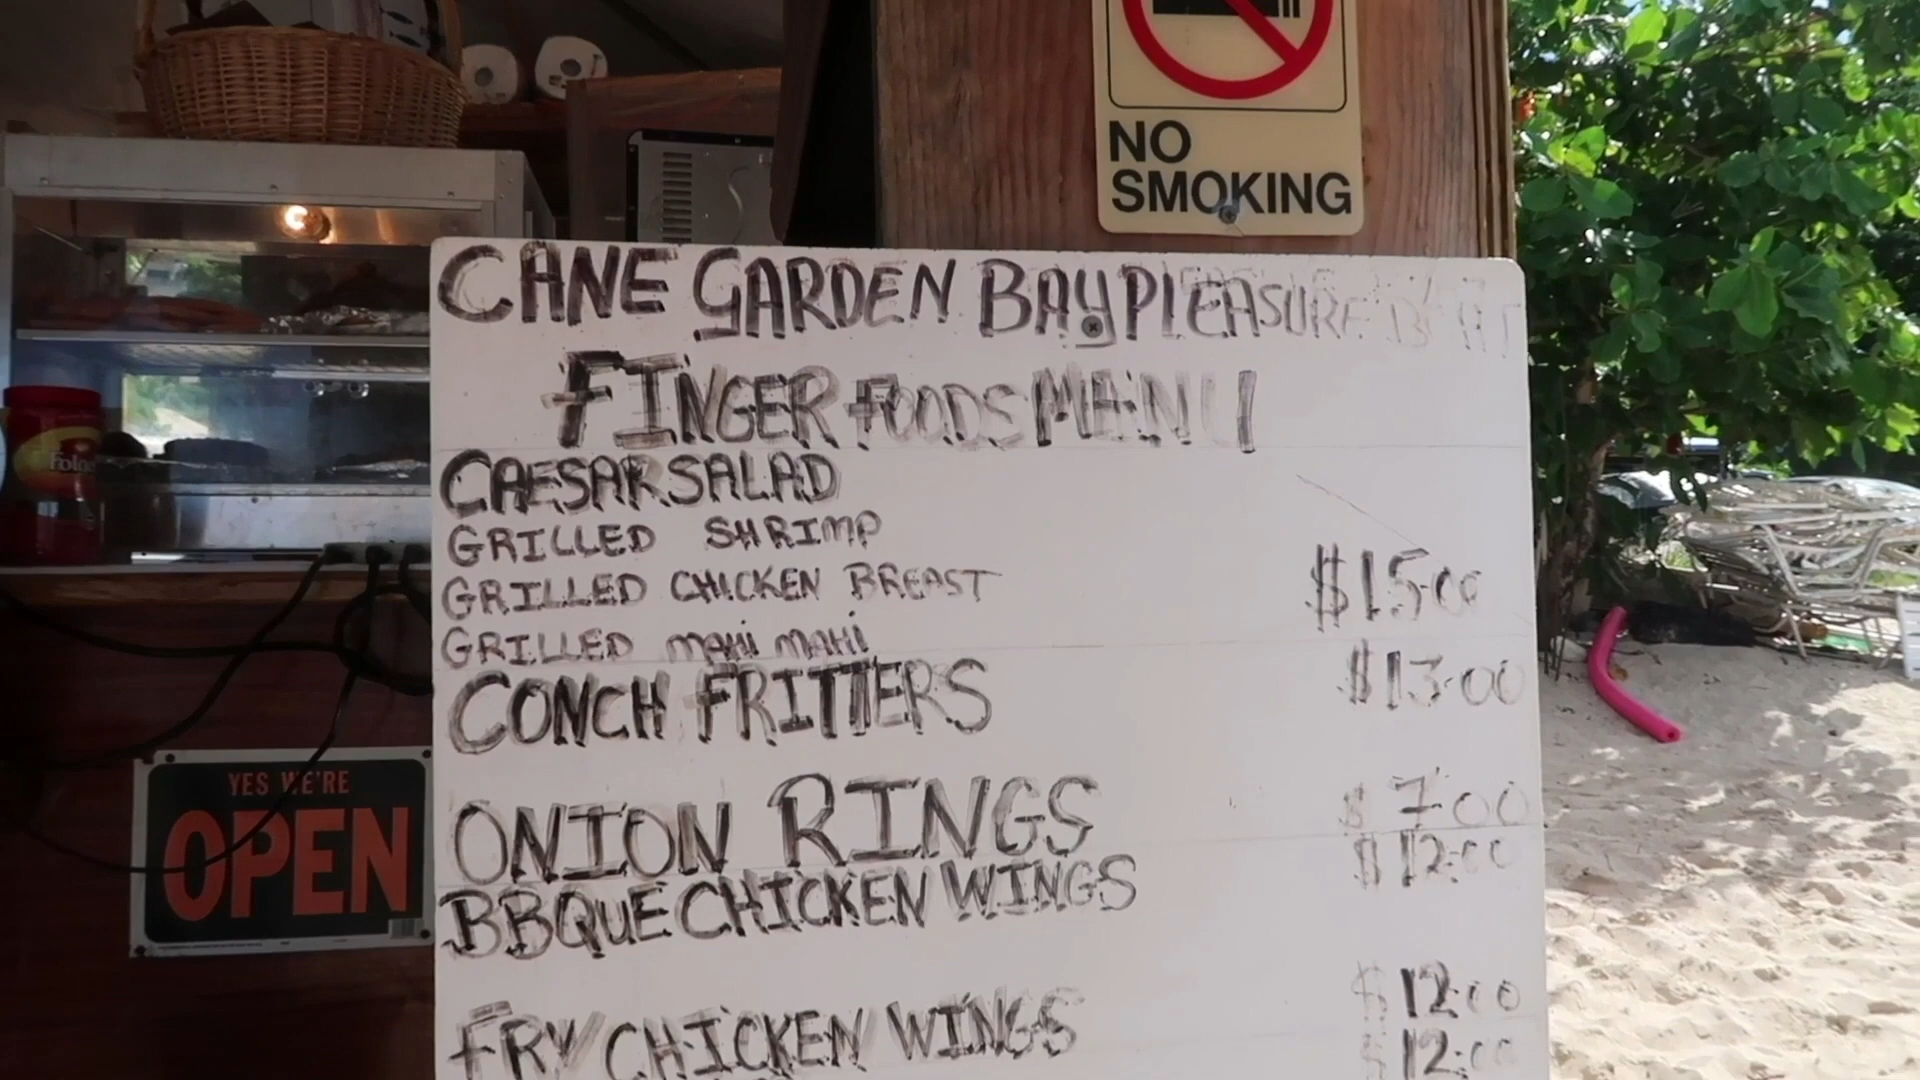 NO
SMOKING
CANE GARDEN BAY PLEASURE
FINGER FOODS MENU
CAESAR SALAD
GRILLED SHRIMP
GRILLED CHICKEN BREAST $15.00
GRILLED MAHI MAHI
CONCH FRITTERS $13.00
ONION RINGS $7.00
BBQUE CHICKEN WINGS $12.00
FRY CHICKEN WINGS $12.00
$12.00
YES WE'RE
OPEN